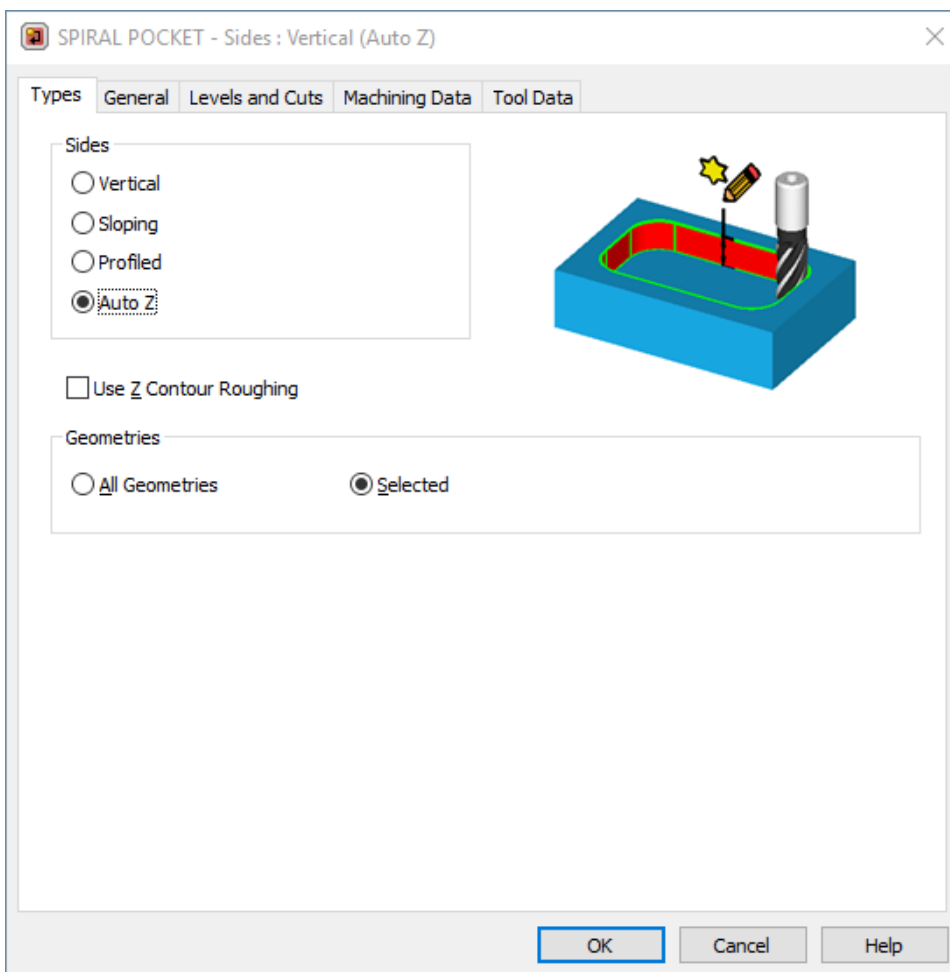 SPIRAL POCKET - Sides : Vertical (Auto Z)
Types General Levels and Cuts Machining Data Tool Data
Sides
Vertical
Sloping
Profiled
Auto Z
Use Z Contour Roughing
Geometries
All Geometries Selected
OK Cancel Help